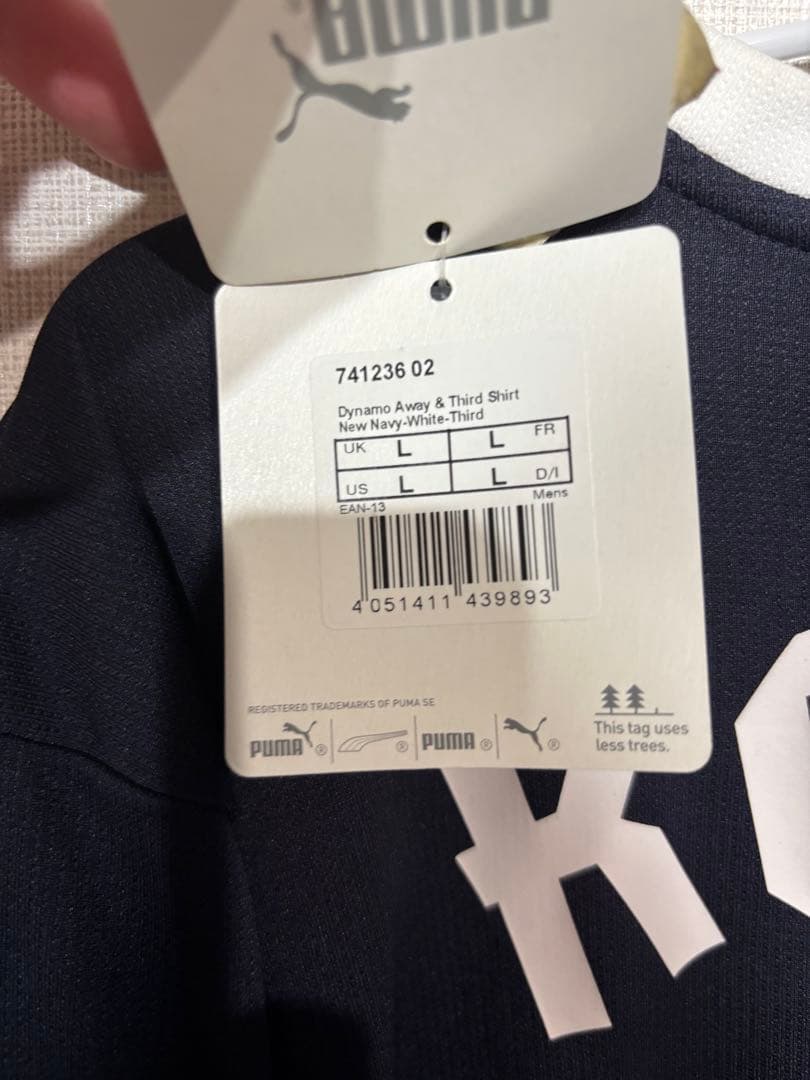 PUMA
741236 02
Dynamo Away & Third Shirt
New Navy-White-Third
UK L L FR
US L L D/I
EAN-13 Mens
4 051411 439893
REGISTERED TRADEMARKS OF PUMA SE
PUMA ® ® PUMA ® ®
This tag uses
less trees.
K